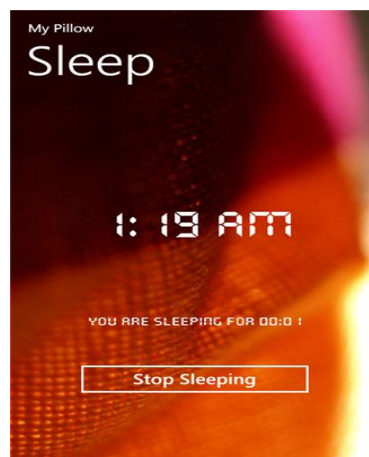 My Pillow
Sleep
1: 19 AM
YOU ARE SLEEPING FOR 00:01
Stop Sleeping